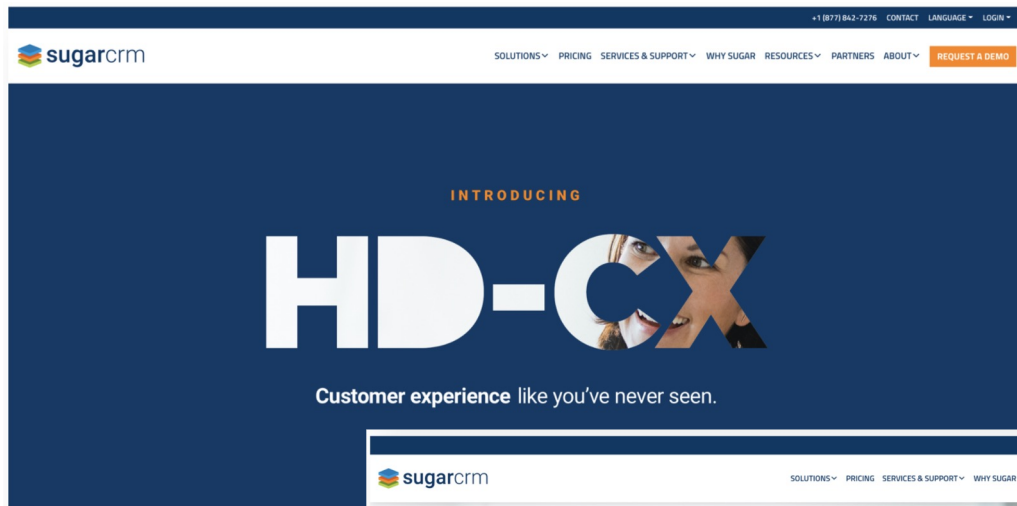 +1 (877) 842-7276 CONTACT LANGUAGE LOGIN
sugarcrm
SOLUTIONS PRICING SERVICES & SUPPORT WHY SUGAR RESOURCES PARTNERS ABOUT REQUEST A DEMO
INTRODUCING
HD-CX
Customer experience like you've never seen.
sugarcrm
SOLUTIONS PRICING SERVICES & SUPPORT WHY SUGAR